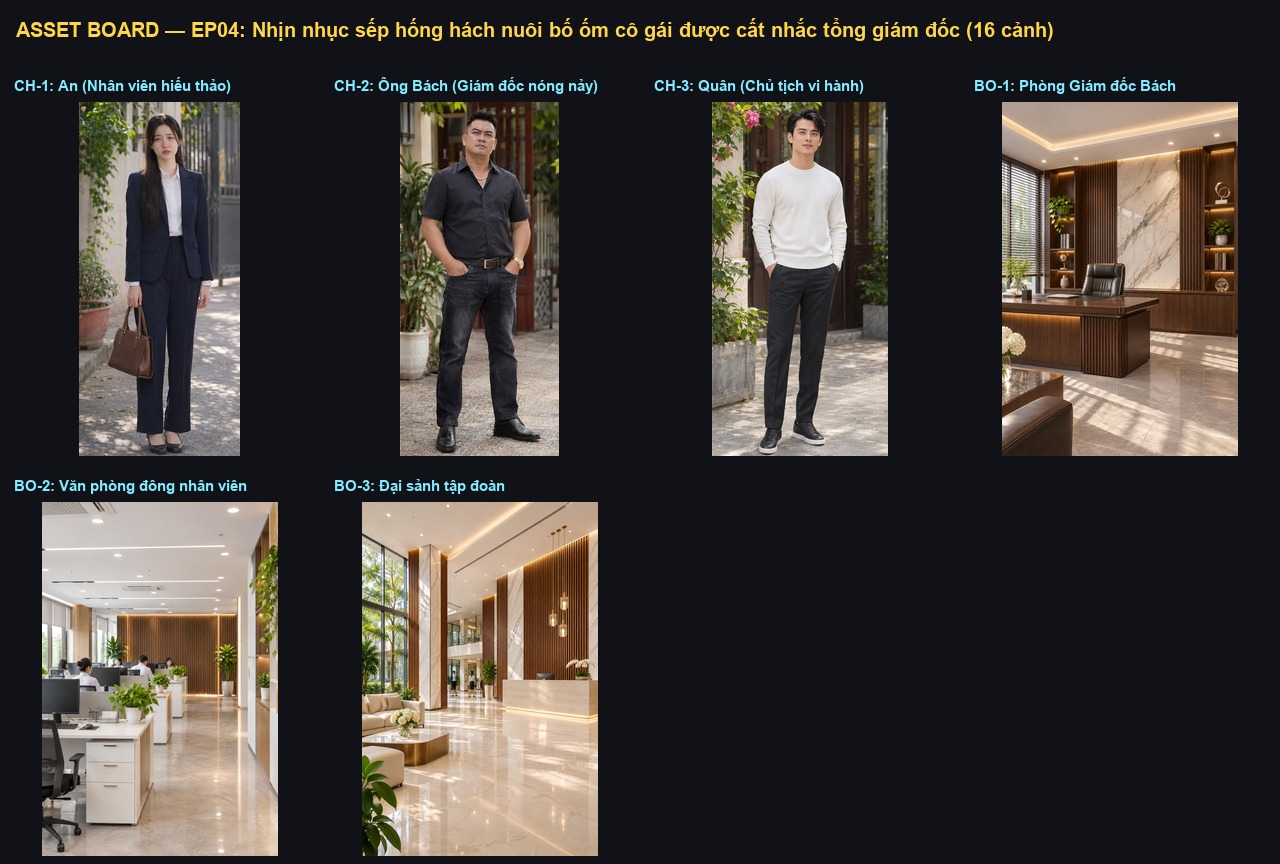 ASSET BOARD — EP04: Nhịn nhục sếp hống hách nuôi bố ốm cô gái được cất nhắc tổng giám đốc (16 cảnh)
CH-1: An (Nhân viên hiếu thảo)
CH-2: Ông Bách (Giám đốc nóng nảy)
CH-3: Quân (Chủ tịch vi hành)
BO-1: Phòng Giám đốc Bách
BO-2: Văn phòng đông nhân viên
BO-3: Đại sảnh tập đoàn